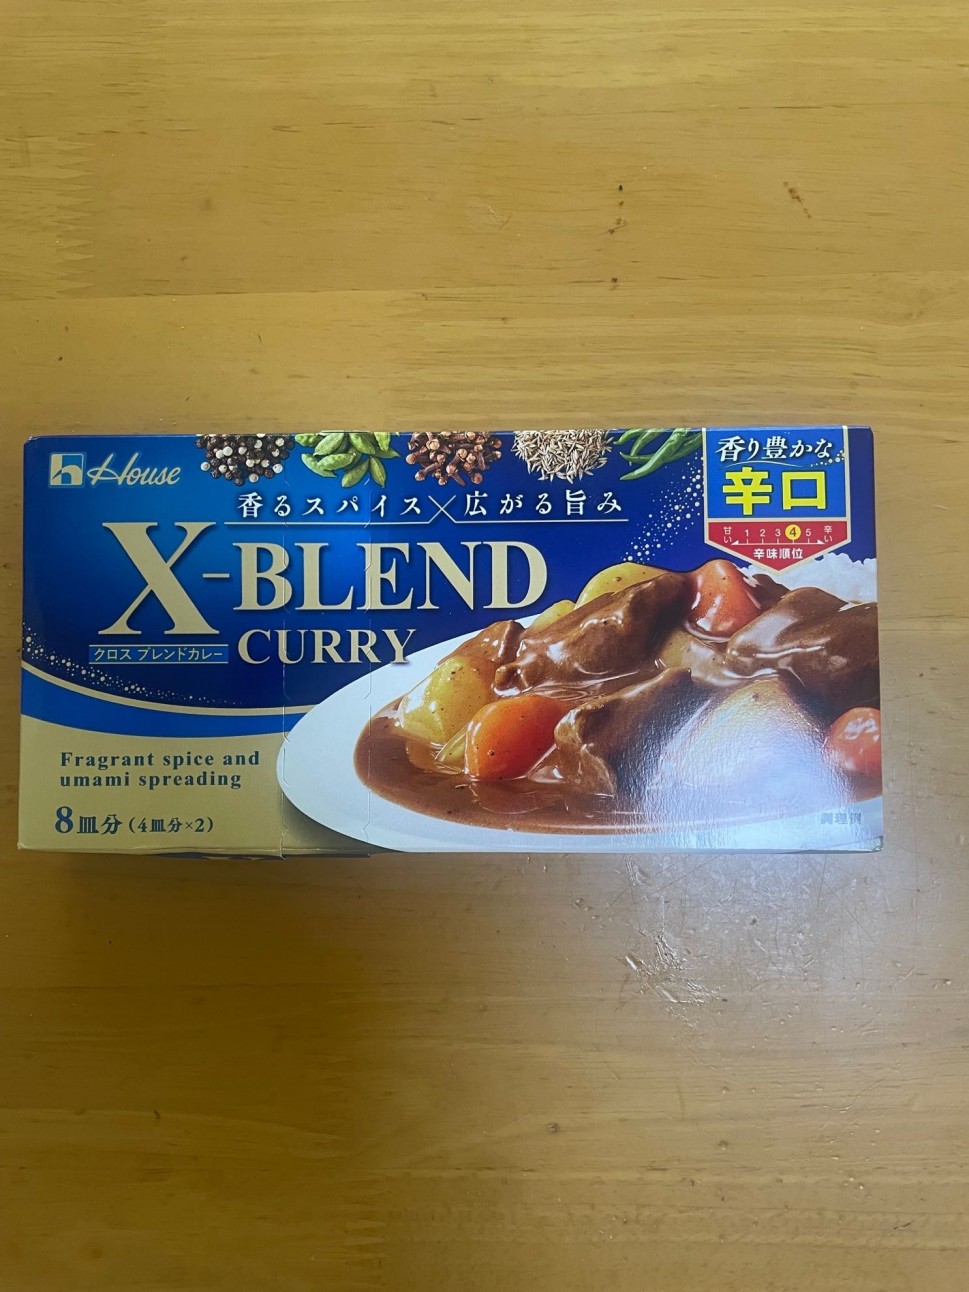 House
香るスパイス×広がる旨み
X-BLEND
CURRY
クロス ブレンドカレー
香り豊かな
辛口
甘い 1 2 3 4 5 辛い
辛味順位
Fragrant spice and
umami spreading
8皿分(4皿分×2)
調理例